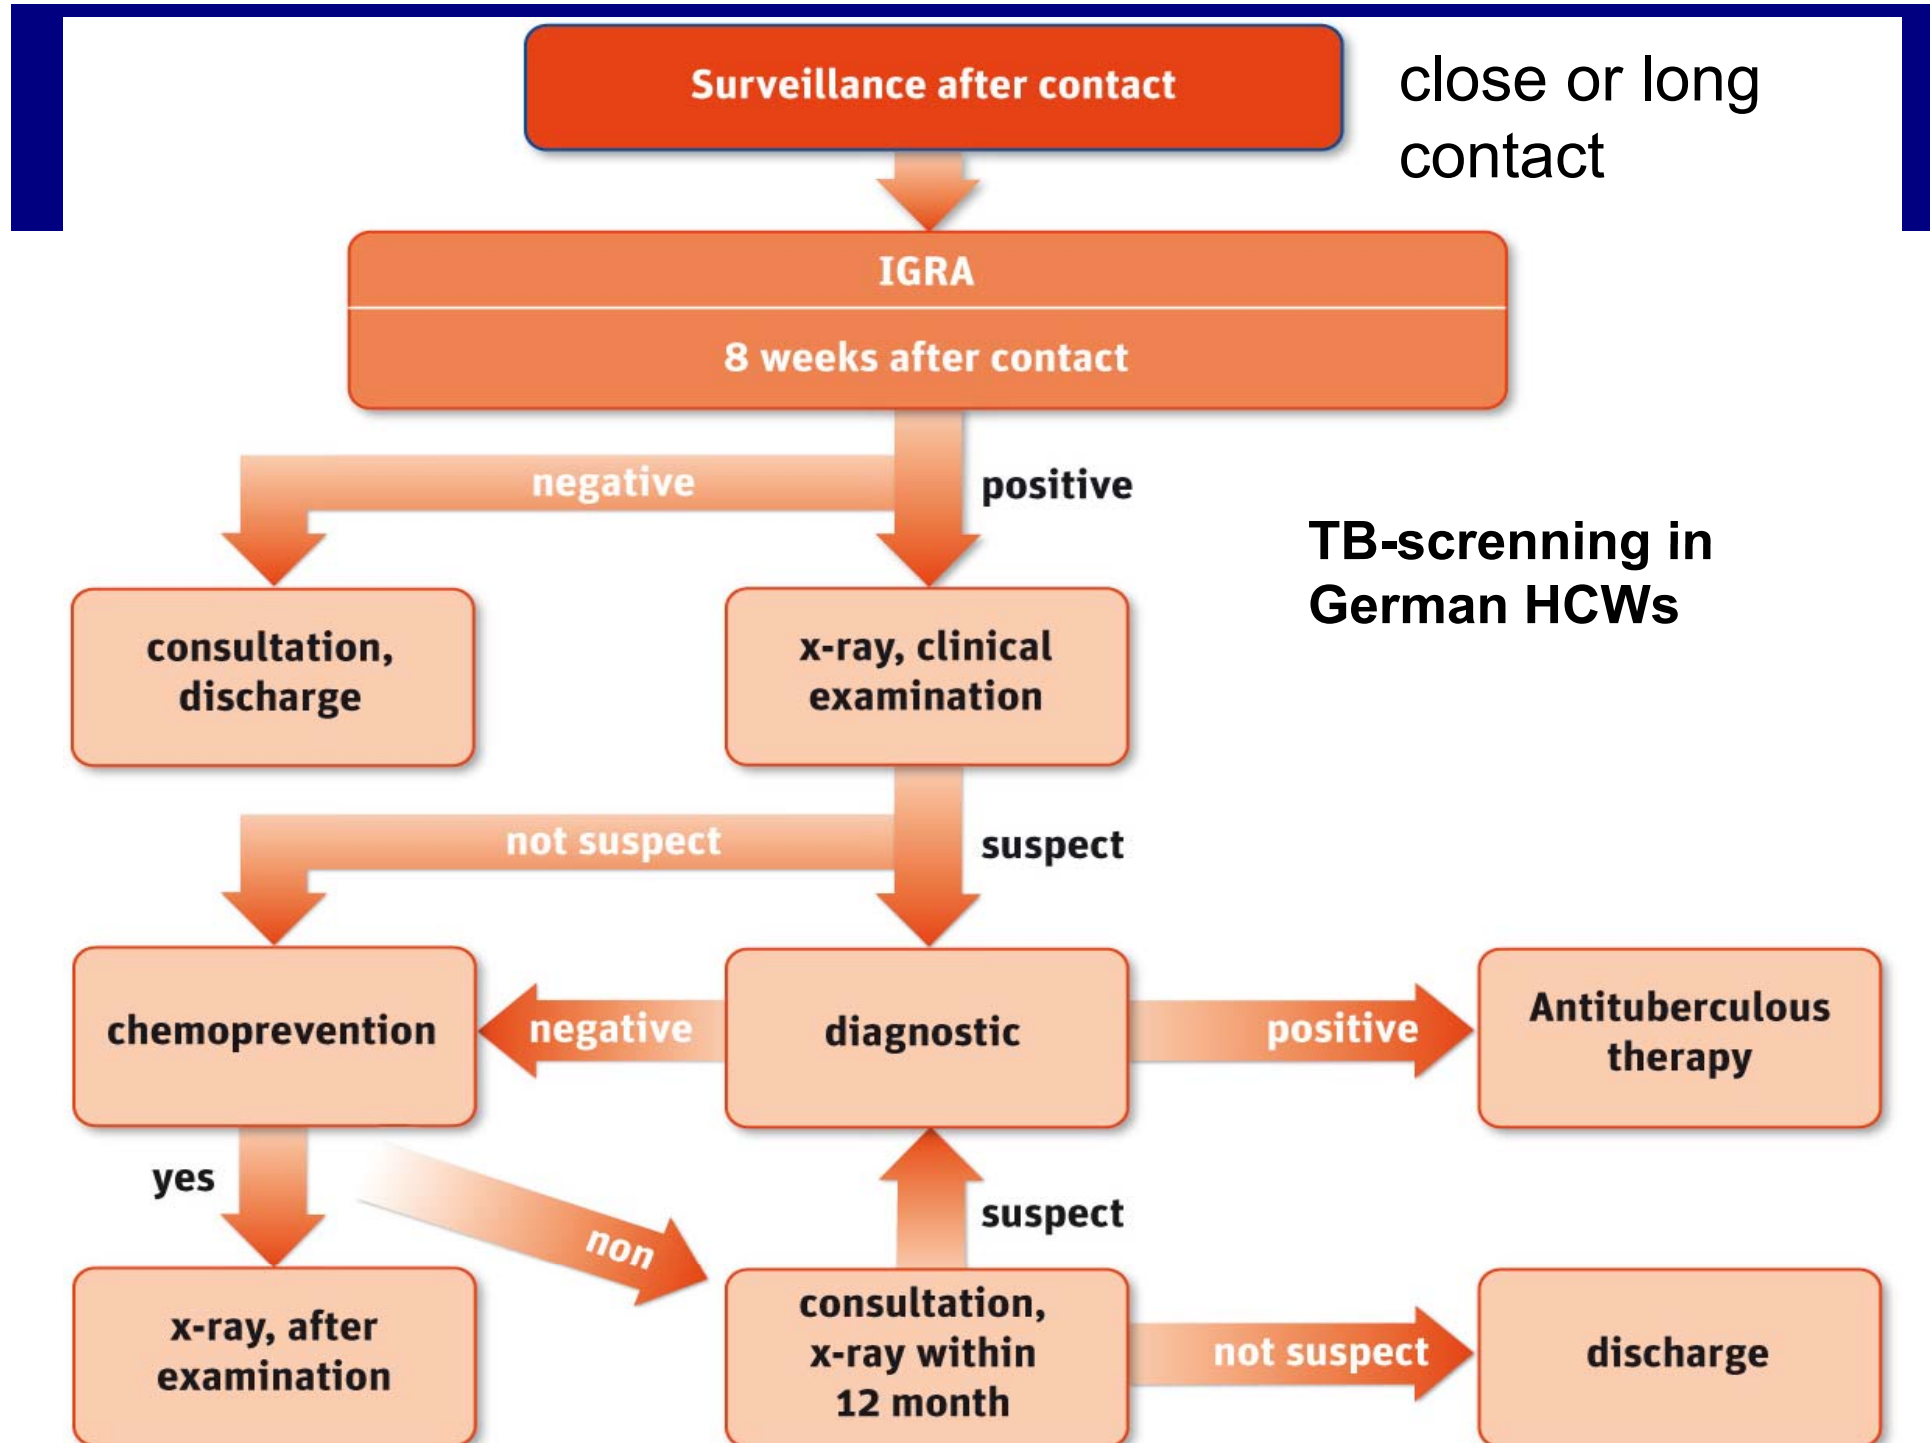 Surveillance after contact
close or long
contact
IGRA
8 weeks after contact
negative
positive
TB-screnning in
German HCWs
consultation,
discharge
x-ray, clinical
examination
not suspect
suspect
chemoprevention
negative
diagnostic
positive
Antituberculous
therapy
yes
non
suspect
x-ray, after
examination
consultation,
x-ray within
12 month
not suspect
discharge